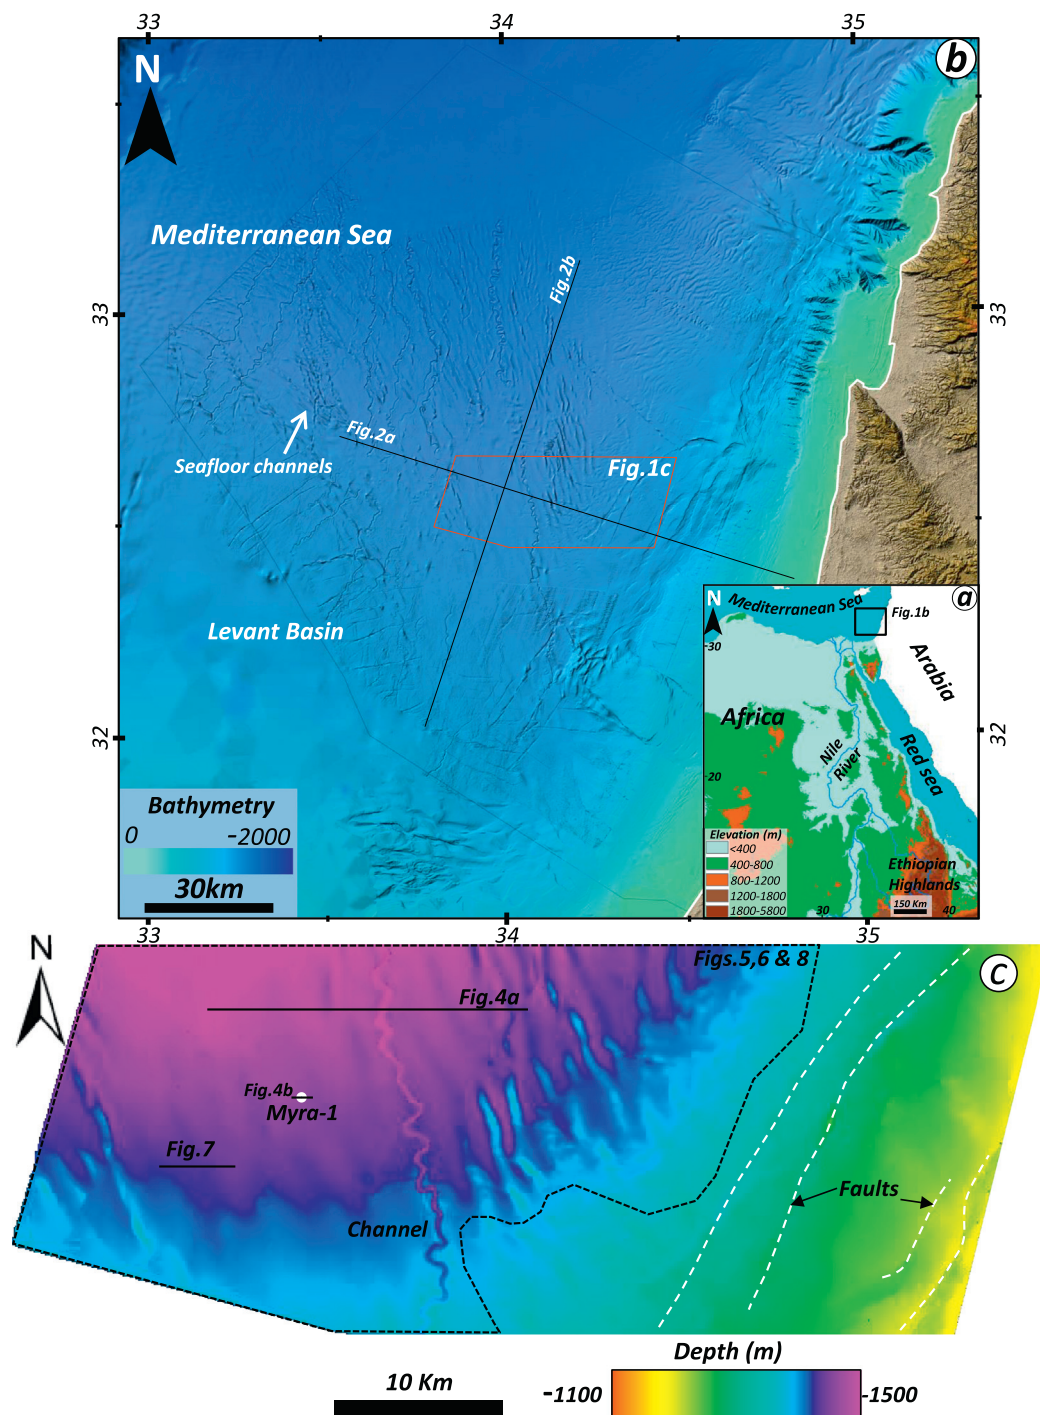 33
34
35
N
b
Mediterranean Sea
Fig.2b
33
33
Fig.2a
Seafloor channels
Fig.1c
Levant Basin
N
Mediterranean Sea
a
Fig.1b
30
Arabia
Africa
Nile
River
Red sea
20
32
32
Bathymetry
0
-2000
30km
Elevation (m)
<400
400-800
800-1200
1200-1800
1800-5800
Ethiopian
Highlands
150 Km
30
40
33
34
35
N
Figs.5,6 & 8
C
Fig.4a
Fig.4b
Myra-1
Fig.7
Faults
Channel
Depth (m)
10 Km
-1100
-1500